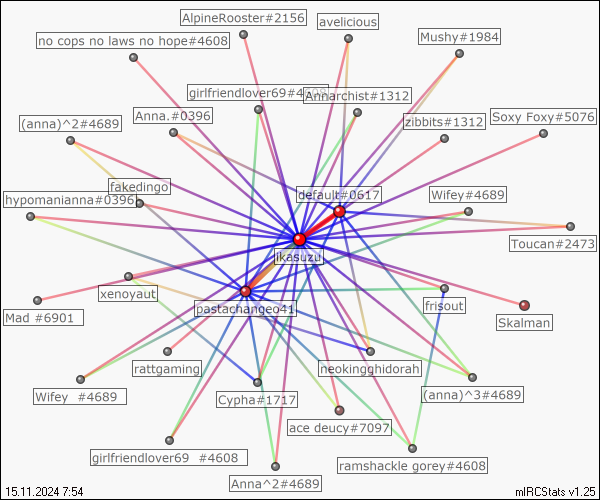 AlpineRooster#2156
avelicious
no cops no laws no hope#4608
Mushy#1984
girlfriendlover69#4608
Annarchist#1312
(anna)^2#4689
Anna.#0396
zibbits#1312
Soxy Foxy#5076
fakedingo
default#0617
Wifey#4689
hypomanianna#0396
Toucan#2473
likasuzu
xenoyaut
pastachangeo41
frisout
Mad #6901
Skalman
rattgaming
neokingghidorah
Wifey #4689
Cypha#1717
(anna)^3#4689
ace deucy#7097
girlfriendlover69 #4608
ramshackle gorey#4608
Anna^2#4689
15.11.2024 7:54
mIRCStats v1.25